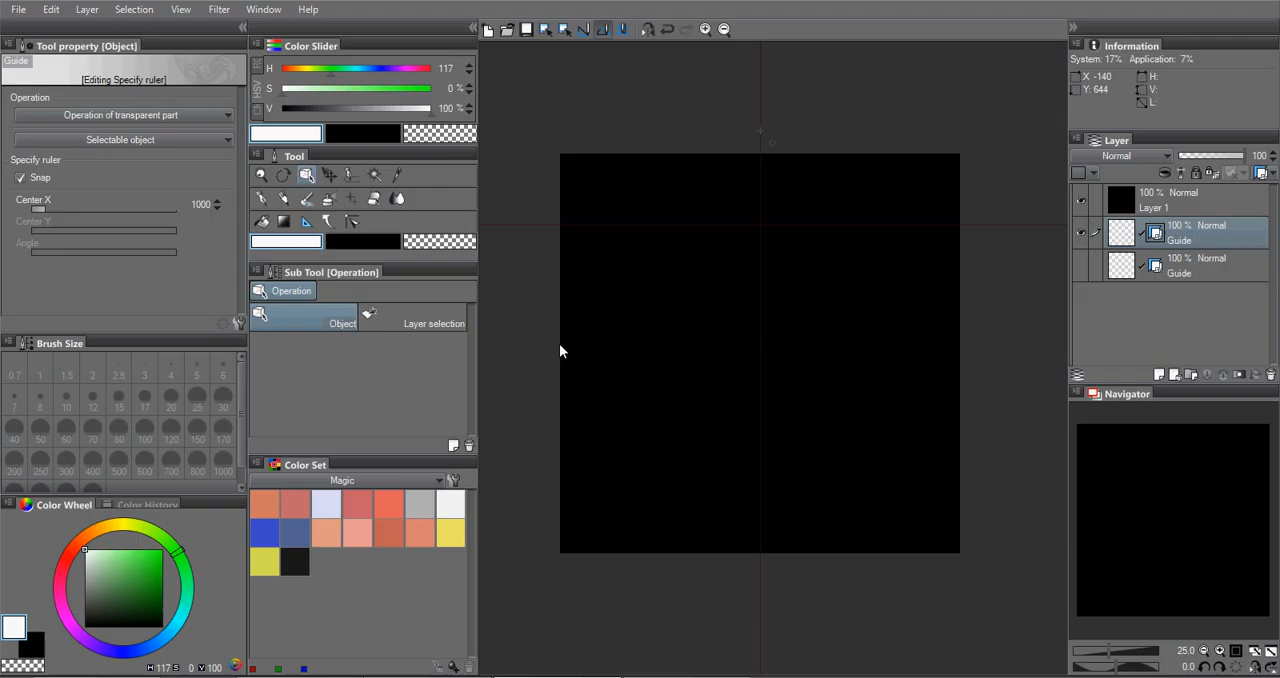 File Edit Layer Selection View Filter Window Help
Tool property [Object]
Guide
[Editing Specify ruler]
Operation
Operation of transparent part
Selectable object
Specify ruler
Snap
Center X 1000
Center Y
Angle
Brush Size
0.7 1 1.5 2 2.5 3 4 5 6
7 8 10 12 15 17 20 25 30
40 50 60 70 80 100 120 150 170
200 250 300 400 500 600 700 800 1000
Color Wheel Color History
H 117 S 0 V 100
Color Slider
H 117
S 0 %
V 100 %
HSV
Tool
Sub Tool [Operation]
Operation
Object
Layer selection
Color Set
Magic
Information
System: 17% Application: 7%
X -140 H:
Y: 644 V:
L:
Layer
Normal 100
100 % Normal
Layer 1
100 % Normal
Guide
100 % Normal
Guide
Navigator
25.0
0.0